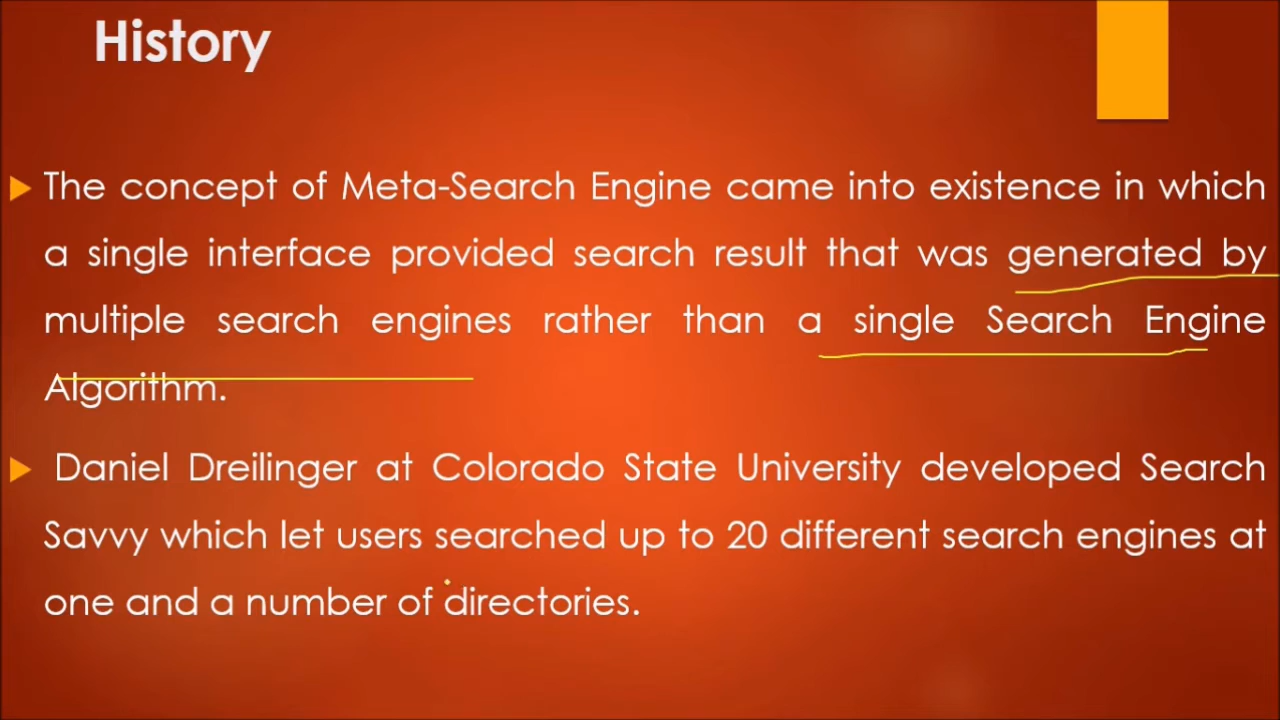 History
The concept of Meta-Search Engine came into existence in which
a single interface provided search result that was generated by
multiple search engines rather than a single Search Engine
Algorithm.
Daniel Dreilinger at Colorado State University developed Search
Savvy which let users searched up to 20 different search engines at
one and a number of directories.